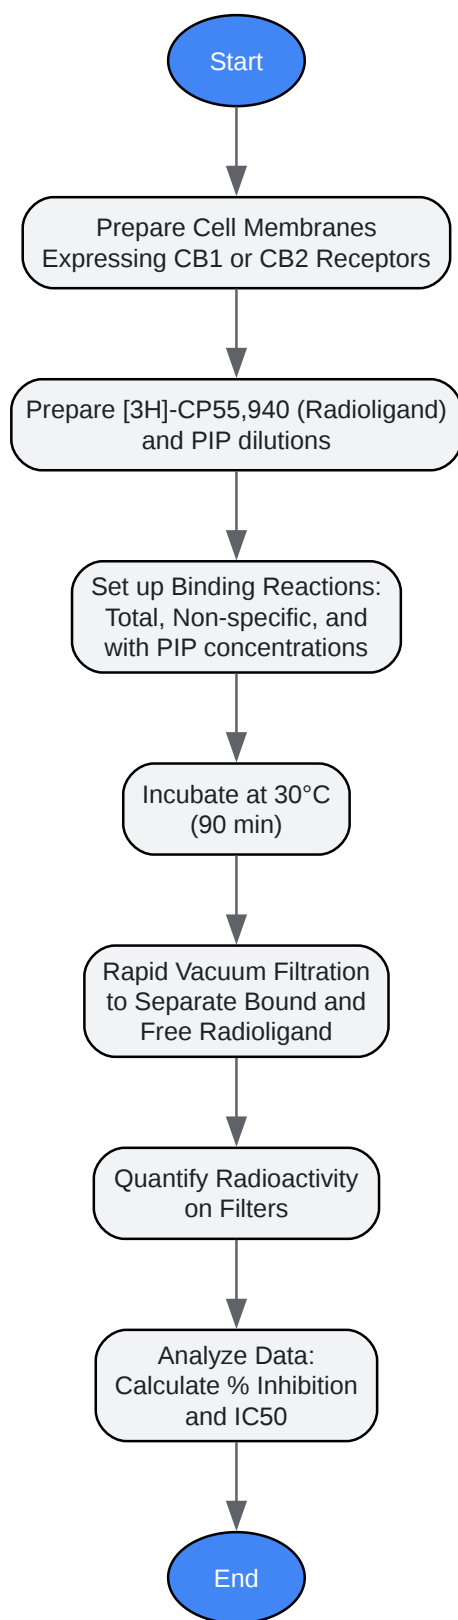 Start
Prepare Cell Membranes
Expressing CB1 or CB2 Receptors
Prepare [3H]-CP55,940 (Radioligand)
and PIP dilutions
Set up Binding Reactions:
Total, Non-specific, and
with PIP concentrations
Incubate at 30°C
(90 min)
Rapid Vacuum Filtration
to Separate Bound and
Free Radioligand
Quantify Radioactivity
on Filters
Analyze Data:
Calculate % Inhibition
and IC50
End